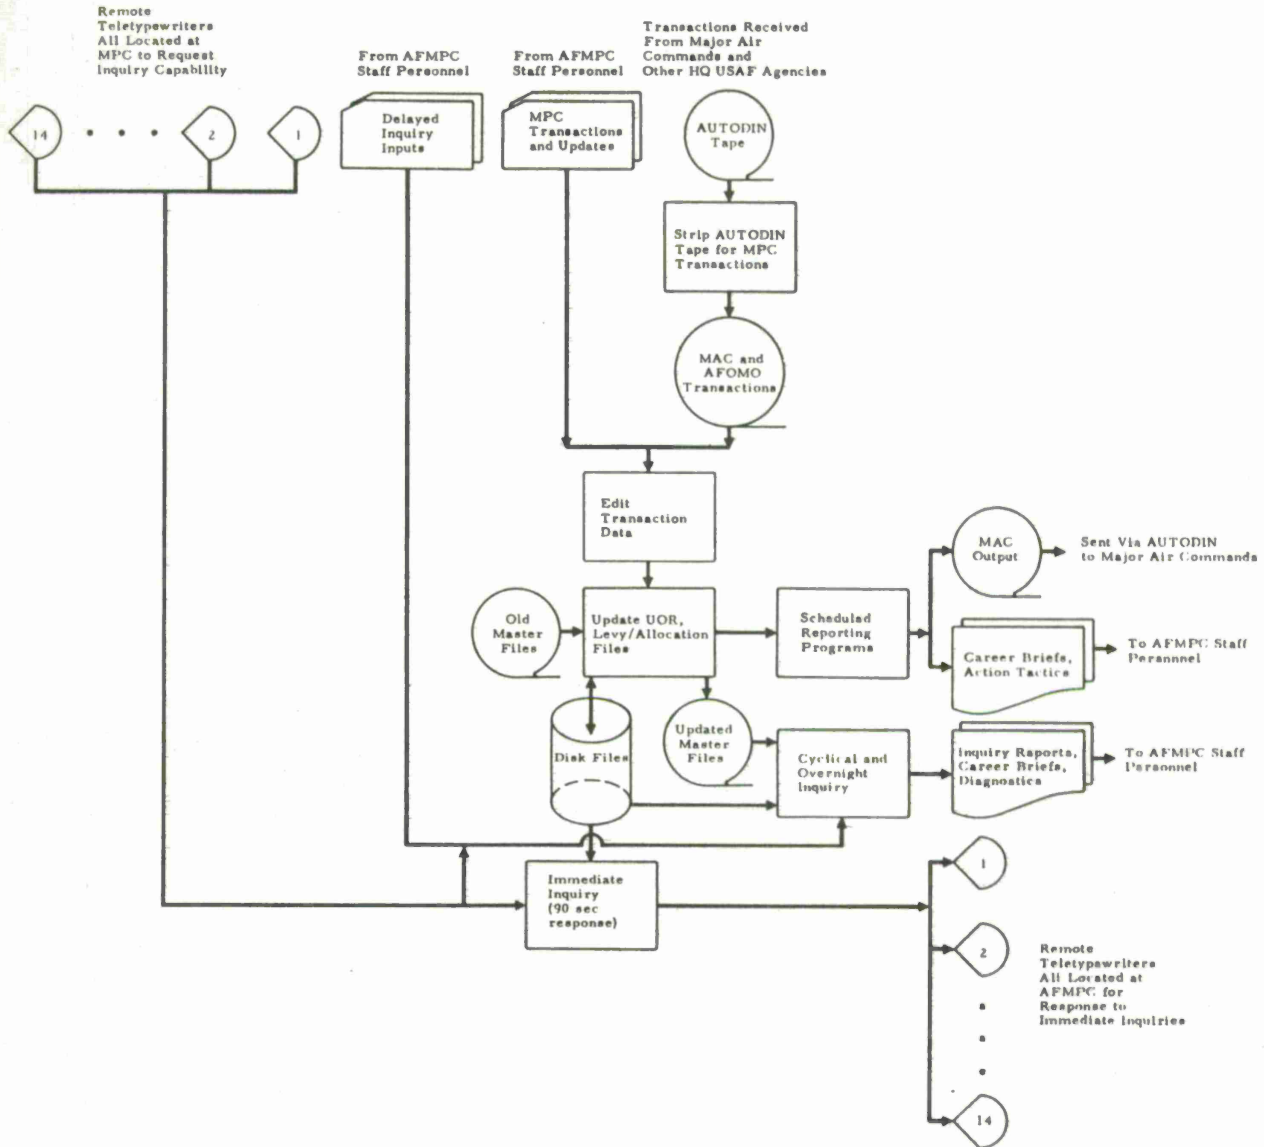 Remote
Teletypewriters
All Located at
MPC to Request
Inquiry Capability
From AFMPC
Staff Personnel
From AFMPC
Staff Personnel
Transactions Received
From Major Air
Commands and
Other HQ USAF Agencies
14
2
1
Delayed
Inquiry
Inputs
MPC
Transactions
and Updates
AUTODIN
Tape
Strip AUTODIN
Tape for MPC
Transactions
MAC and
AFOMO
Transactions
Edit
Transaction
Data
Old
Master
Files
Update UOR,
Levy/Allocation
Files
Scheduled
Reporting
Programs
MAC
Output
Sent Via AUTODIN
to Major Air Commands
Career Briefs,
Action Tactics
To AFMPC Staff
Personnel
Disk Files
Updated
Master
Files
Cyclical and
Overnight
Inquiry
Inquiry Reports,
Career Briefs,
Diagnostics
To AFMPC Staff
Personnel
Immediate
Inquiry
(90 sec
response)
1
2
14
Remote
Teletypewriters
All Located at
AFMPC for
Response to
Immediate Inquiries